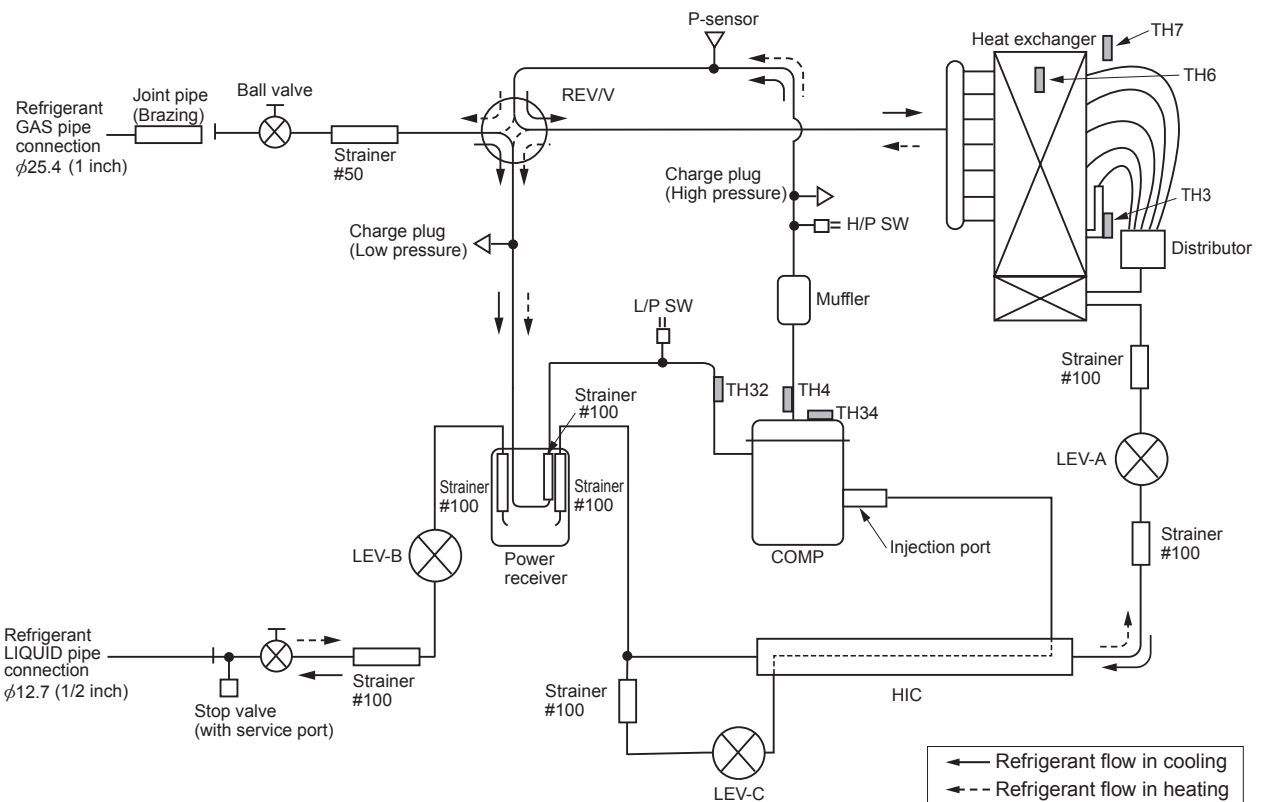 P-sensor
Heat exchanger
TH7
TH6
Refrigerant
GAS pipe
connection
ϕ25.4 (1 inch)
Joint pipe
(Brazing)
Ball valve
Strainer
#50
REV/V
Charge plug
(High pressure)
H/P SW
TH3
Distributor
Charge plug
(Low pressure)
Muffler
L/P SW
Strainer
#100
TH32
TH4
TH34
Strainer
#100
LEV-A
Strainer
#100
Strainer
#100
Strainer
#100
Injection port
COMP
LEV-B
Power
receiver
Refrigerant
LIQUID pipe
connection
ϕ12.7 (1/2 inch)
Strainer
#100
Stop valve
(with service port)
Strainer
#100
HIC
LEV-C
Refrigerant flow in cooling
Refrigerant flow in heating